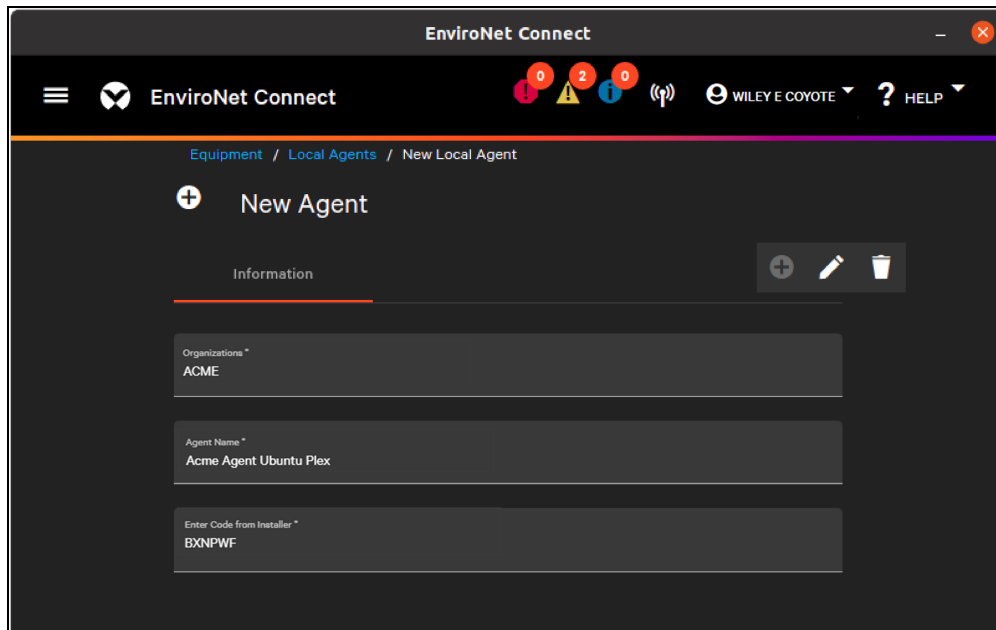 EnviroNet Connect
EnviroNet Connect
0
2
0
WILEY E COYOTE
? HELP
Equipment / Local Agents / New Local Agent
New Agent
Information
Organizations *
ACME
Agent Name *
Acme Agent Ubuntu Plex
Enter Code from Installer *
BXNPWF